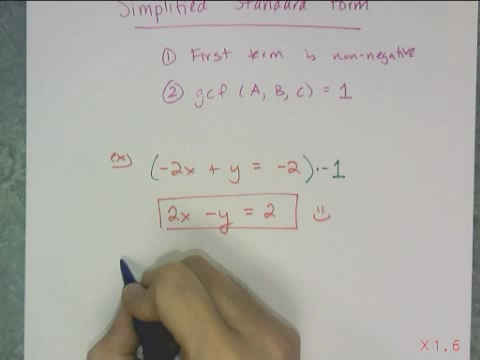 Simplified Standard Form
① First term is non-negative
② gcf (A, B, C) = 1
ex) (-2x + y = -2)·-1
2x - y = 2
X1.6